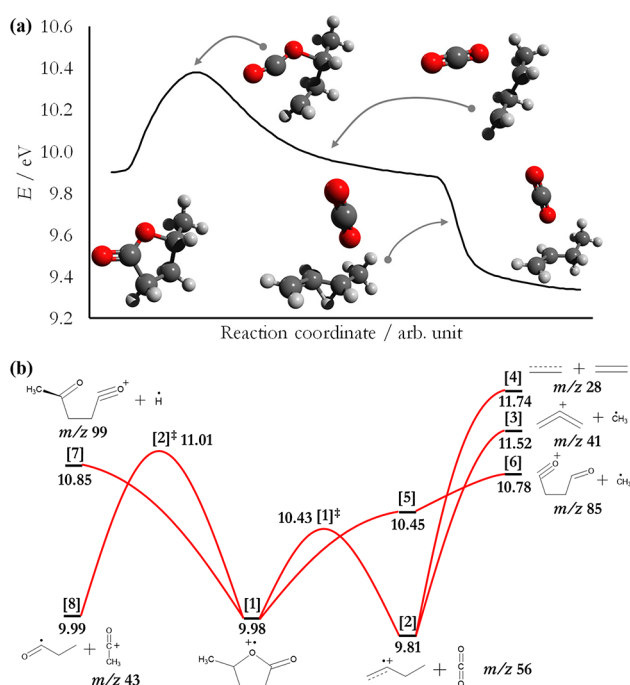 (a)
10.6
10.4
10.2
10.0
9.8
9.6
9.4
9.2
E / eV
Reaction coordinate / arb. unit
(b)
H₃C
O
O⁺
+ Ḣ
m/z 99
[2]‡ 11.01
[7]
10.85
[4]
11.74
+
m/z 28
[3]
11.52
+
+ ĊH₃
m/z 41
[6]
10.78
O⁺
O
+ ĊH₃
m/z 85
10.43 [1]‡
[5]
10.45
[8]
9.99
[1]
9.98
[2]
9.81
O
+
O
C⁺
CH₃
m/z 43
+•
H₃C
O
O
•+
+
O
C
O
m/z 56